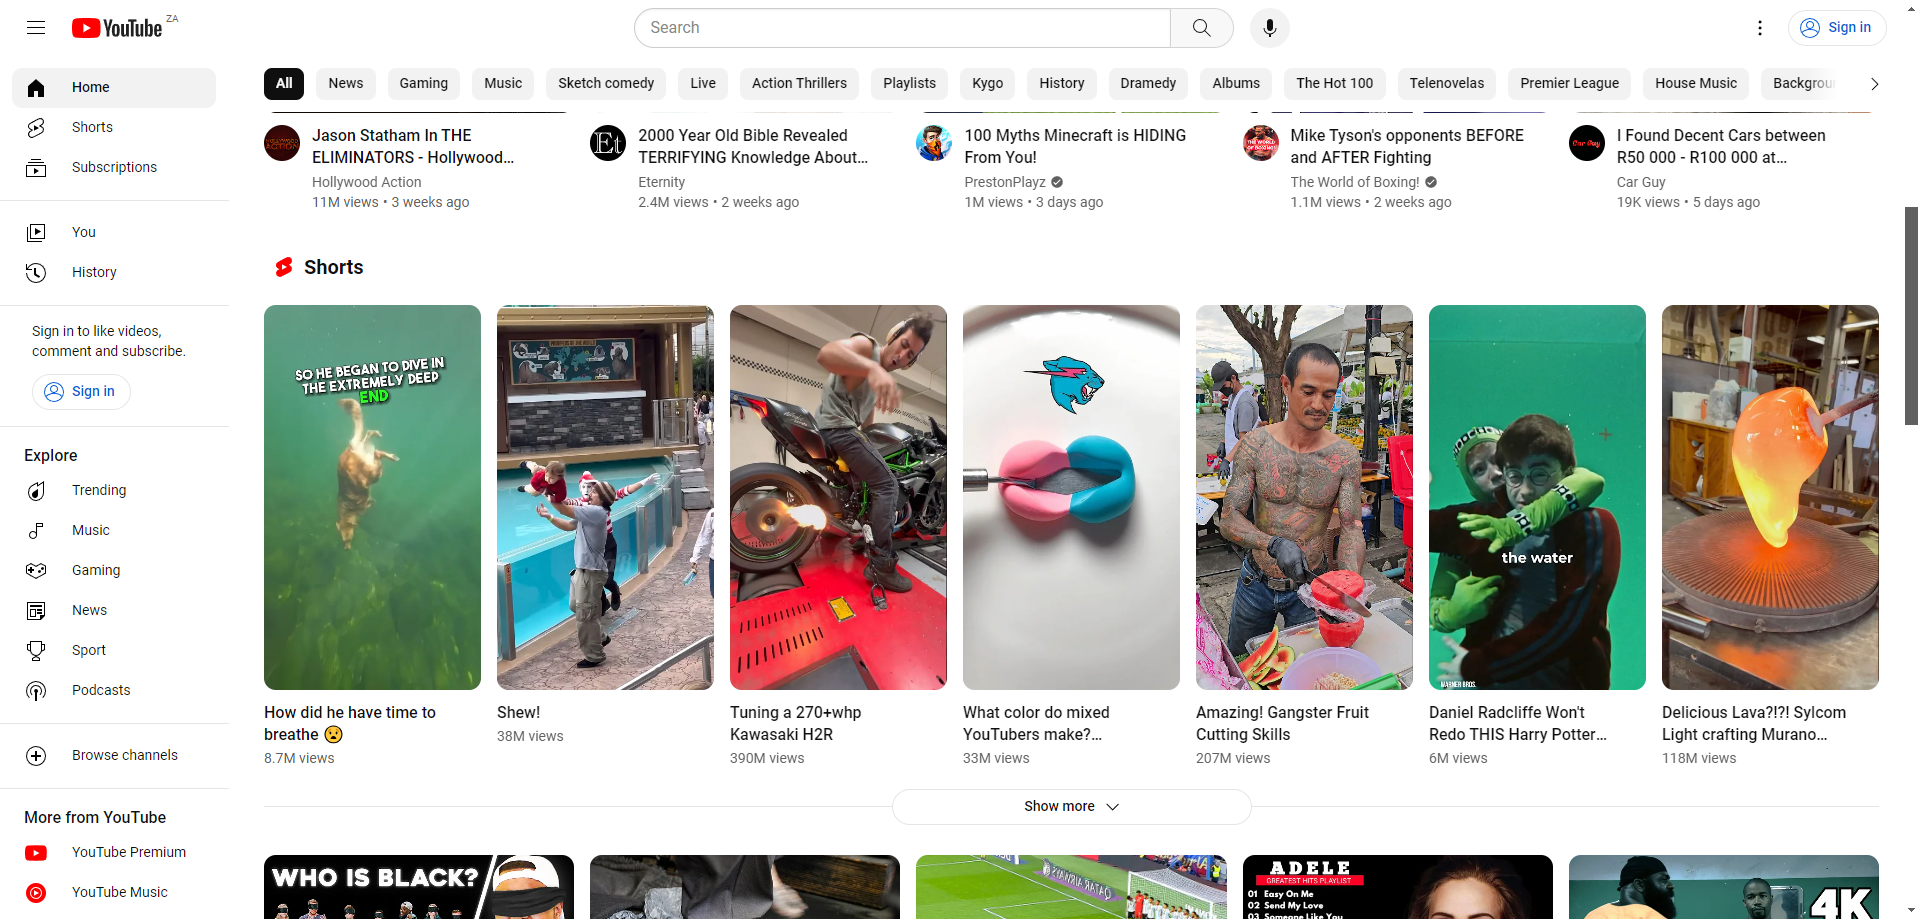 YouTube ZA
Search
Sign in
Home
Shorts
Subscriptions
You
History
Sign in to like videos,
comment and subscribe.
Sign in
Explore
Trending
Music
Gaming
News
Sport
Podcasts
Browse channels
More from YouTube
YouTube Premium
YouTube Music
All News Gaming Music Sketch comedy Live Action Thrillers Playlists Kygo History Dramedy Albums The Hot 100 Telenovelas Premier League House Music Backgrou
Jason Statham In THE
ELIMINATORS - Hollywood...
Hollywood Action
11M views • 3 weeks ago
Et
2000 Year Old Bible Revealed
TERRIFYING Knowledge About...
Eternity
2.4M views • 2 weeks ago
100 Myths Minecraft is HIDING
From You!
PrestonPlayz
1M views • 3 days ago
Mike Tyson's opponents BEFORE
and AFTER Fighting
The World of Boxing!
1.1M views • 2 weeks ago
Car Guy
I Found Decent Cars between
R50 000 - R100 000 at...
Car Guy
19K views • 5 days ago
Shorts
SO HE BEGAN TO DIVE IN
THE EXTREMELY DEEP
END
How did he have time to
breathe 😧
8.7M views
Shew!
38M views
Tuning a 270+whp
Kawasaki H2R
390M views
What color do mixed
YouTubers make?...
33M views
Amazing! Gangster Fruit
Cutting Skills
207M views
the water
WARNER BROS.
Daniel Radcliffe Won't
Redo THIS Harry Potter...
6M views
Delicious Lava?!?! Sylcom
Light crafting Murano...
118M views
Show more
WHO IS BLACK?
QATAR AIRWAYS
ADELE
GREATEST HITS PLAYLIST
01 Easy On Me
02 Send My Love
03 Someone Like You
4K